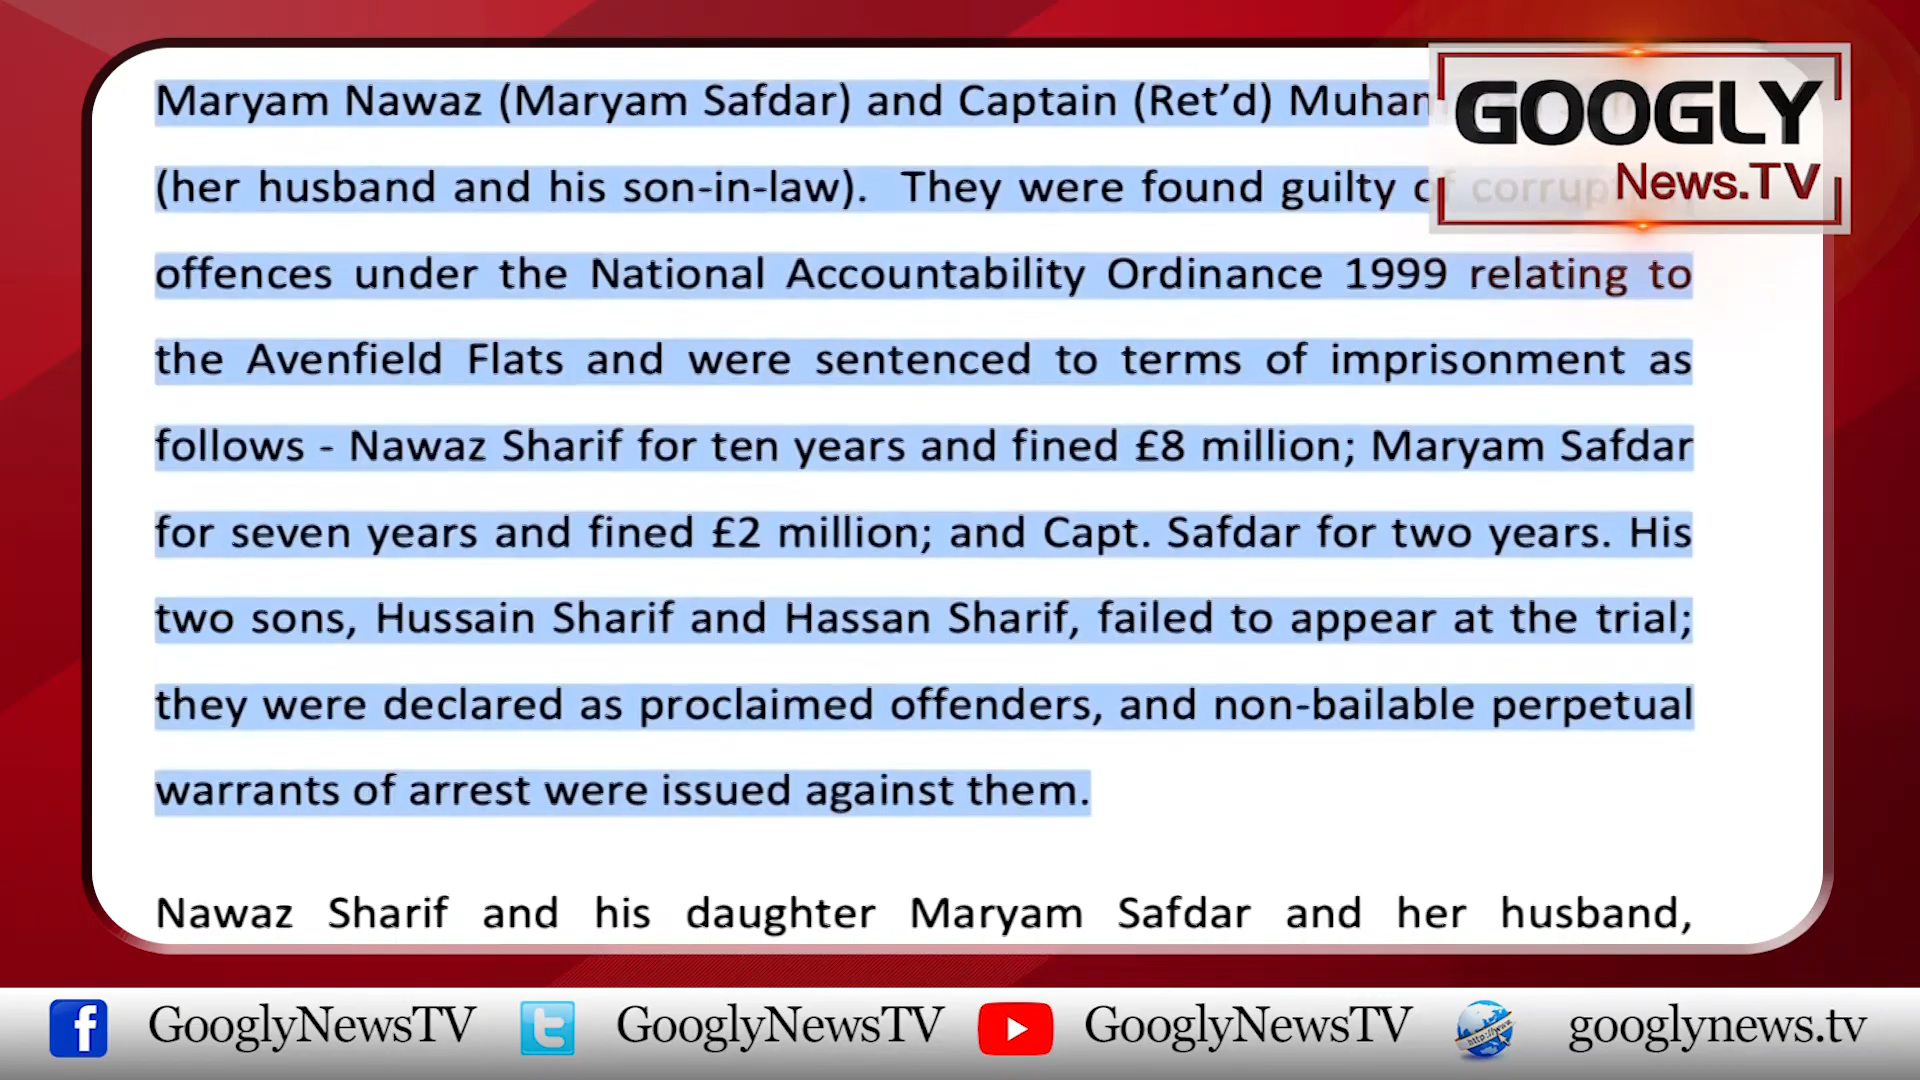 Maryam Nawaz (Maryam Safdar) and Captain (Ret’d)
GOOGLY
News.TV
(her husband and his son-in-law). They were found guilty of
offences under the National Accountability Ordinance 1999 relating to
the Avenfield Flats and were sentenced to terms of imprisonment as
follows - Nawaz Sharif for ten years and fined £8 million; Maryam Safdar
for seven years and fined £2 million; and Capt. Safdar for two years. His
two sons, Hussain Sharif and Hassan Sharif, failed to appear at the trial;
they were declared as proclaimed offenders, and non-bailable perpetual
warrants of arrest were issued against them.
Nawaz Sharif and his daughter Maryam Safdar and her husband,
GooglyNewsTV GooglyNewsTV GooglyNewsTV googlynews.tv